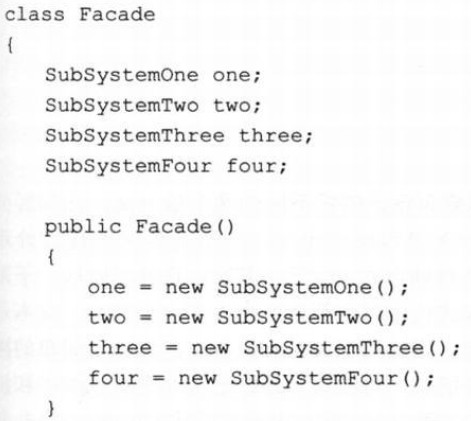 class Facade
{
    SubSystemOne one;
    SubSystemTwo two;
    SubSystemThree three;
    SubSystemFour four;

    public Facade()
    {
        one = new SubSystemOne();
        two = new SubSystemTwo();
        three = new SubSystemThree();
        four = new SubSystemFour();
    }